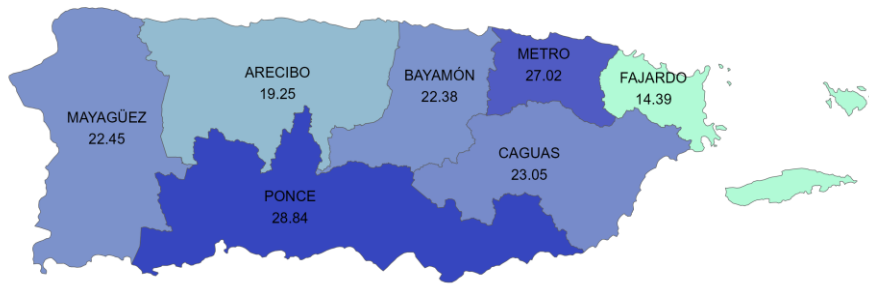 METRO
27.02
ARECIBO
19.25
BAYAMÓN
22.38
FAJARDO
14.39
MAYAGÜEZ
22.45
CAGUAS
23.05
PONCE
28.84